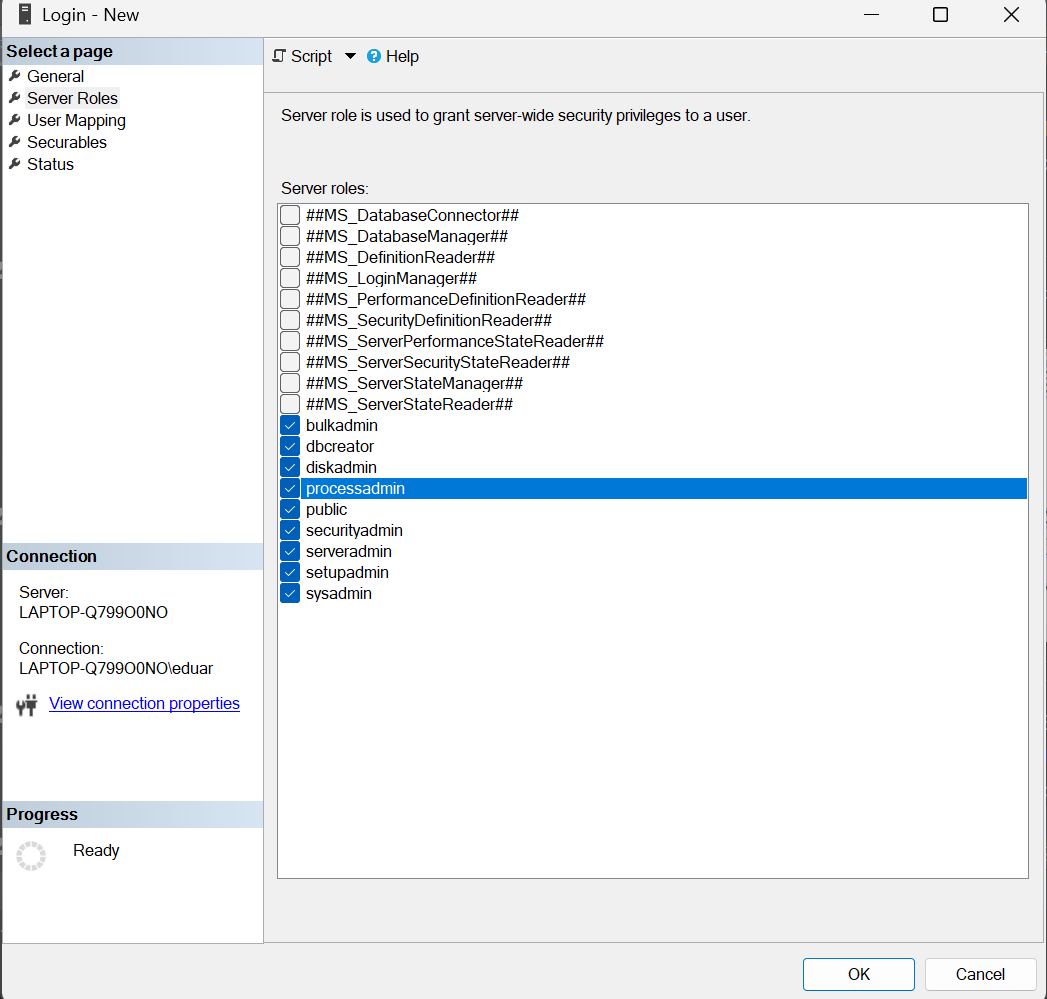 Login - New
Select a page
General
Server Roles
User Mapping
Securables
Status
Script
Help
Server role is used to grant server-wide security privileges to a user.
Server roles:
##MS_DatabaseConnector##
##MS_DatabaseManager##
##MS_DefinitionReader##
##MS_LoginManager##
##MS_PerformanceDefinitionReader##
##MS_SecurityDefinitionReader##
##MS_ServerPerformanceStateReader##
##MS_ServerSecurityStateReader##
##MS_ServerStateManager##
##MS_ServerStateReader##
bulkadmin
dbcreator
diskadmin
processadmin
public
securityadmin
serveradmin
setupadmin
sysadmin
Connection
Server:
LAPTOP-Q799O0NO
Connection:
LAPTOP-Q799O0NO\eduar
View connection properties
Progress
Ready
OK
Cancel